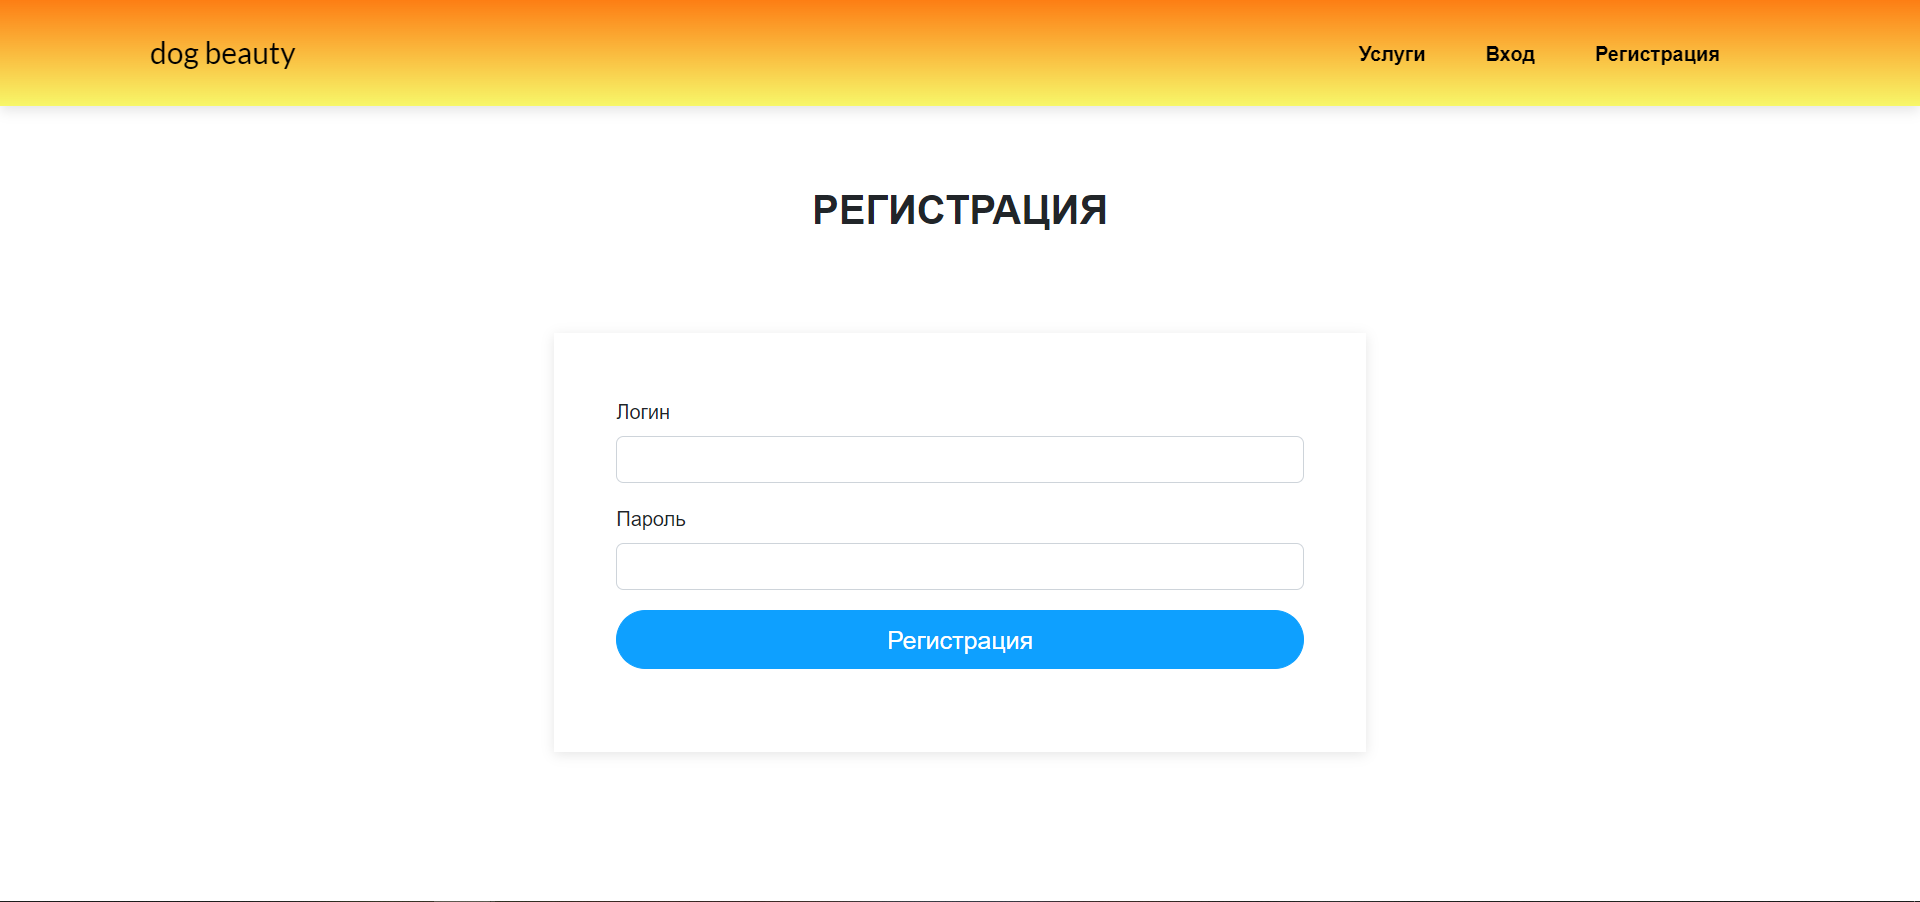 dog beauty
Услуги Вход Регистрация
РЕГИСТРАЦИЯ
Логин
Пароль
Регистрация